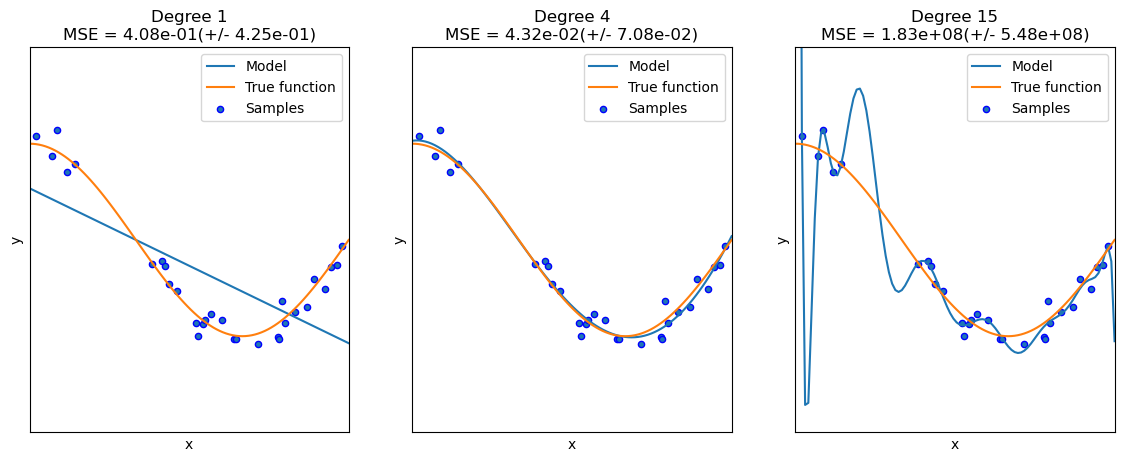 Degree 1
MSE = 4.08e-01(+/- 4.25e-01)
Model
True function
Samples
y
x
Degree 4
MSE = 4.32e-02(+/- 7.08e-02)
Model
True function
Samples
y
x
Degree 15
MSE = 1.83e+08(+/- 5.48e+08)
Model
True function
Samples
y
x